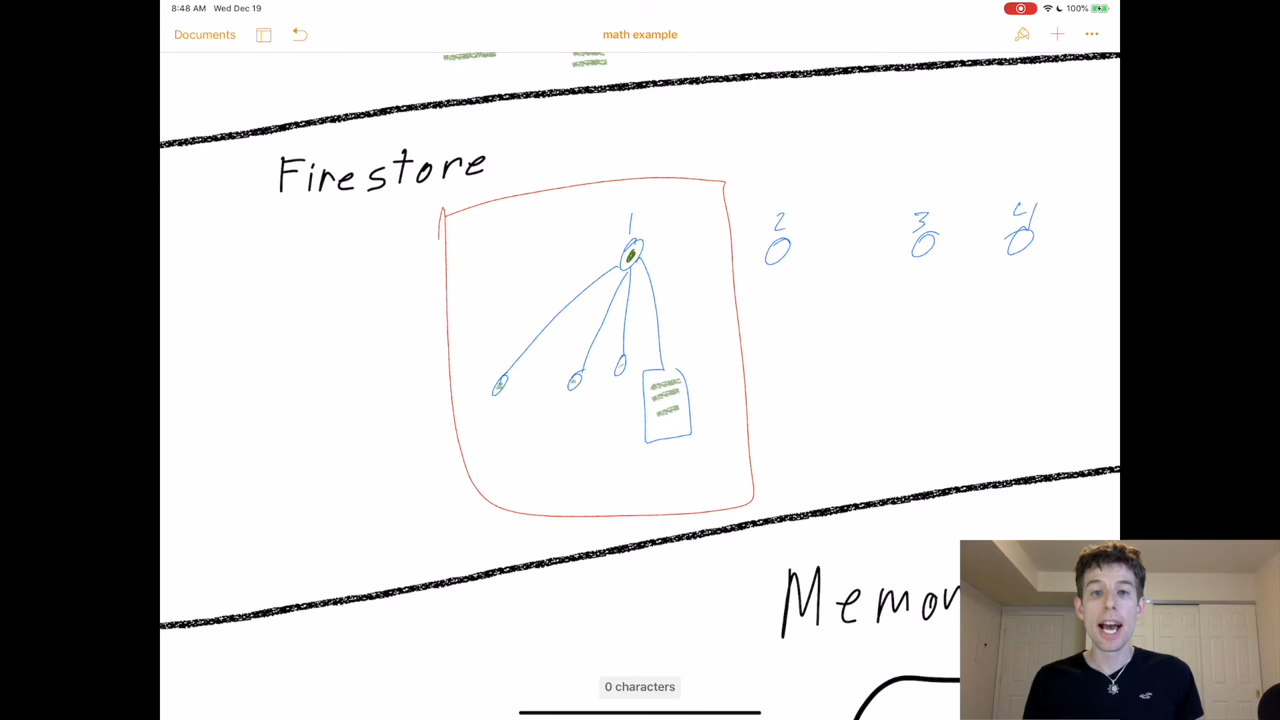 8:48 AM Wed Dec 19
100%
Documents
math example
Firestore
1
2
3
4
Memor
0 characters